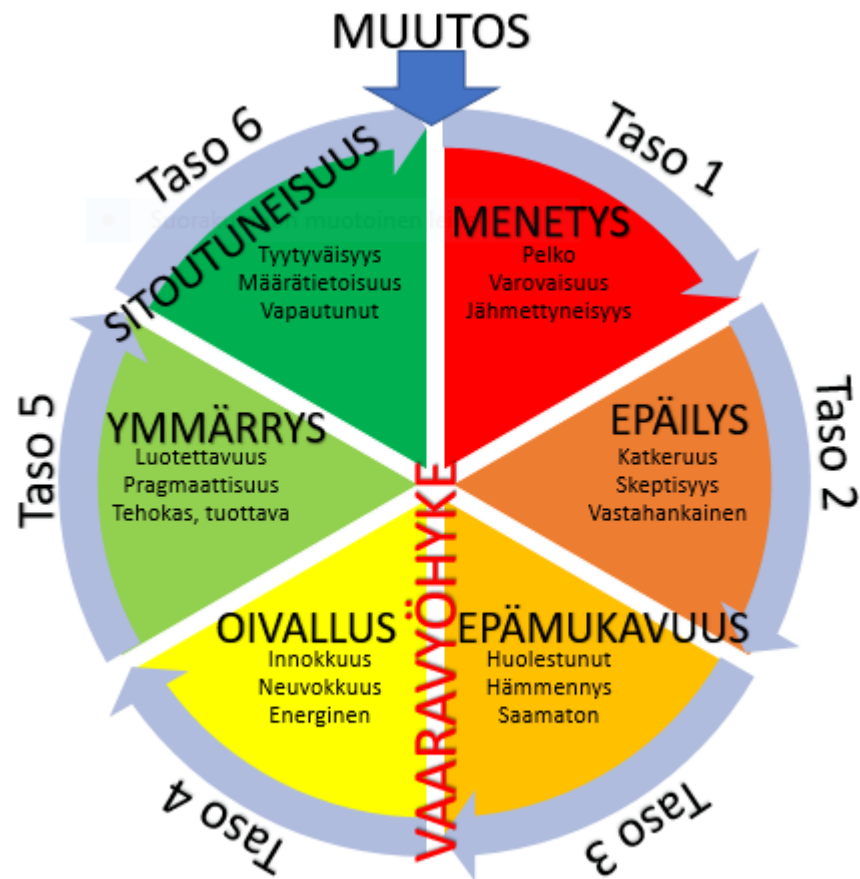 MUUTOS
Taso 1
MENETYS
Pelko
Varovaisuus
Jähmettyneisyys
Taso 2
EPÄILYS
Katkeruus
Skeptisyys
Vastahankainen
Taso 3
EPÄMUKAVUUS
Huolestunut
Hämmennys
Saamaton
VAARAVYÖHYKE
Taso 4
OIVALLUS
Innokkuus
Neuvokkuus
Energinen
Taso 5
YMMÄRRYS
Luotettavuus
Pragmaattisuus
Tehokas, tuottava
Taso 6
SITOUTUNEISUUS
Tyytyväisyys
Määrätietoisuus
Vapautunut